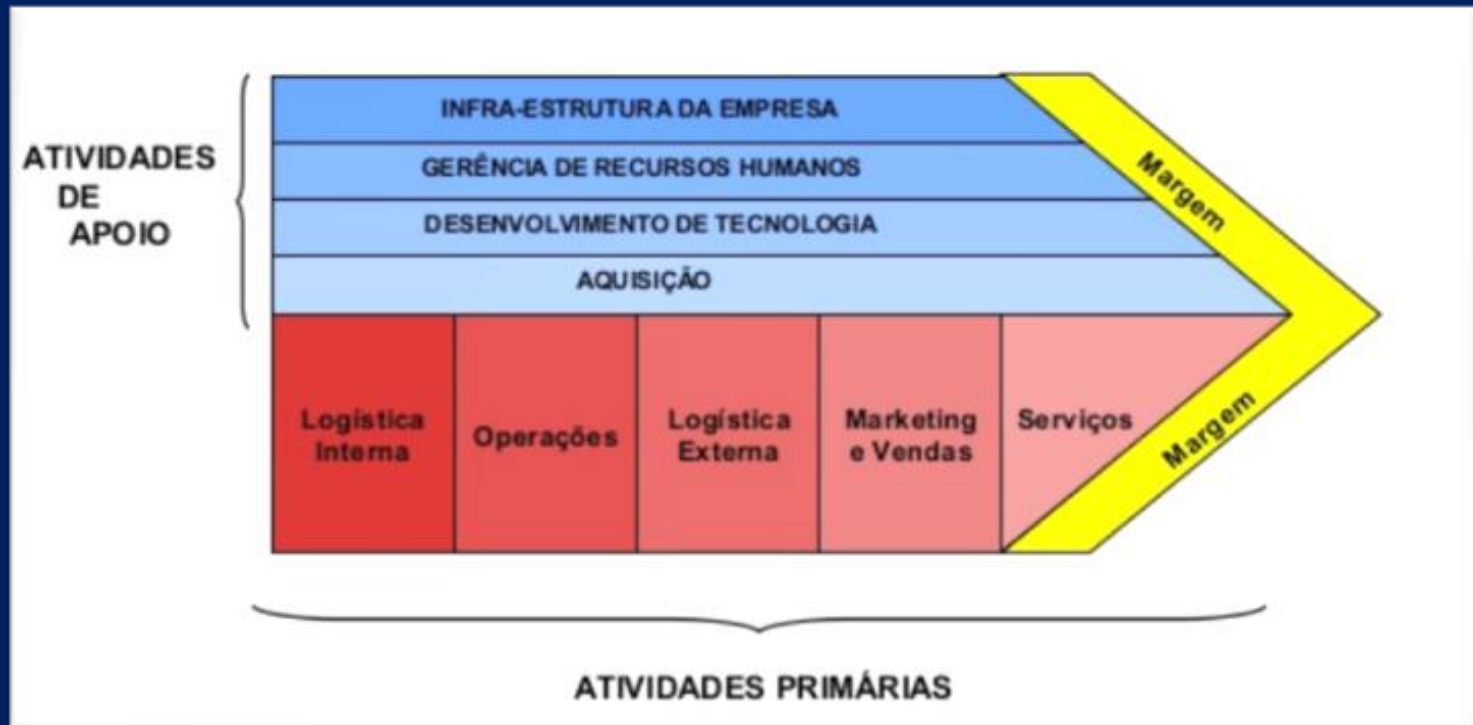 INFRA-ESTRUTURA DA EMPRESA
GERÊNCIA DE RECURSOS HUMANOS
DESENVOLVIMENTO DE TECNOLOGIA
AQUISIÇÃO
ATIVIDADES
DE
APOIO
Margem
Margem
Logística
Interna
Operações
Logística
Externa
Marketing
e Vendas
Serviços
ATIVIDADES PRIMÁRIAS